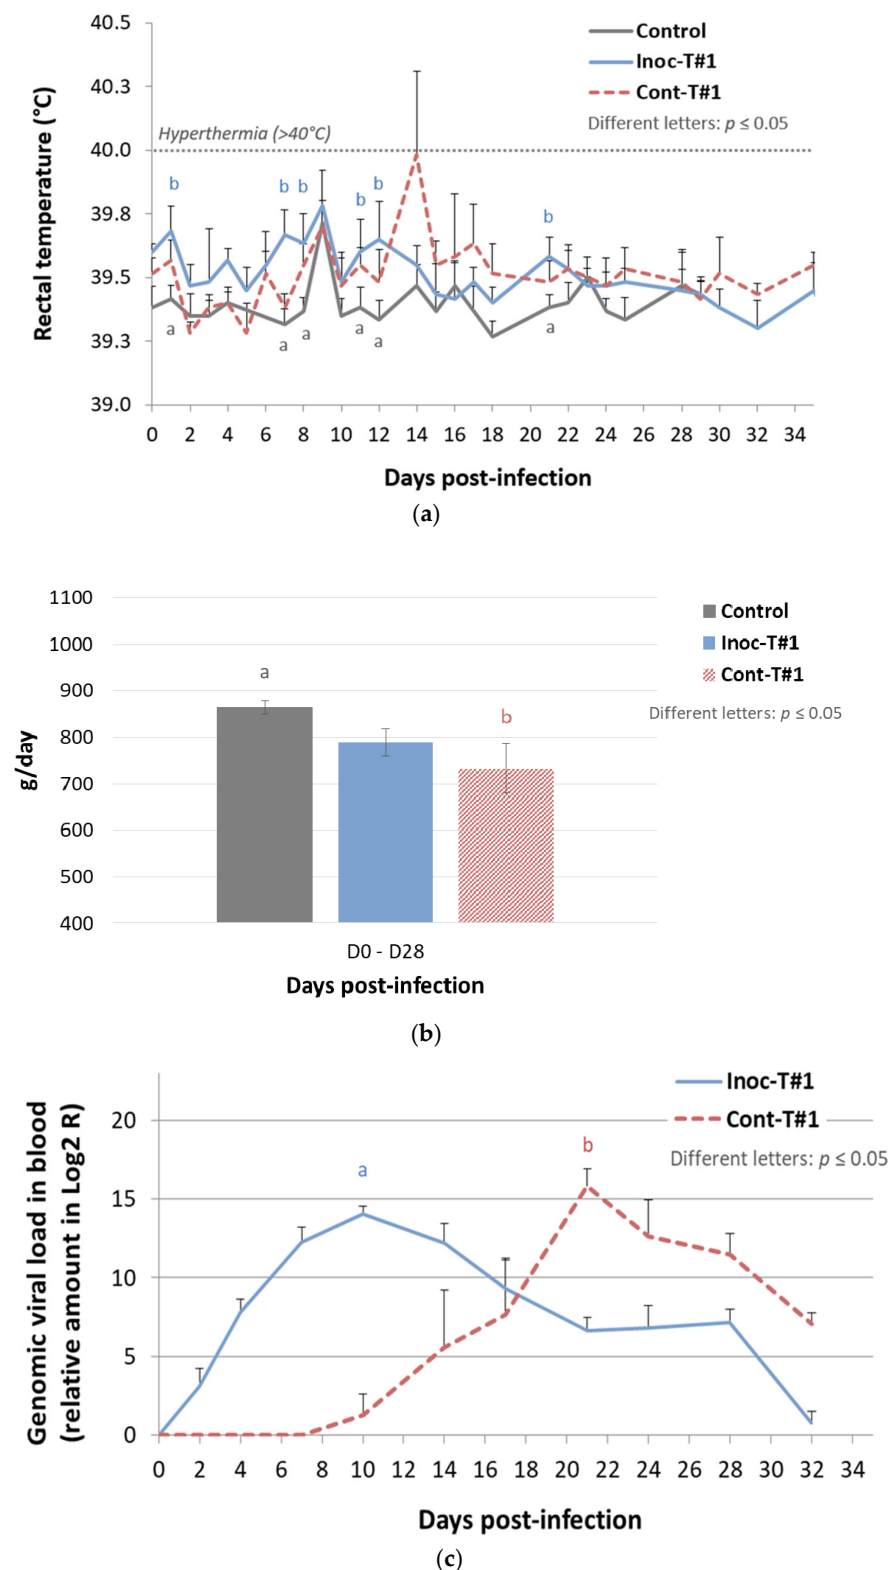 40.5
40.3
40.0
39.8
39.5
39.3
39.0
Rectal temperature (°C)
Control
Inoc-T#1
Cont-T#1
Different letters: p ≤ 0.05
Hyperthermia (>40°C)
b
b b
b
b
b
a
a
a
a
a
a
0 2 4 6 8 10 12 14 16 18 20 22 24 26 28 30 32 34
Days post-infection
(a)
1100
1000
900
800
700
600
500
400
g/day
Control
Inoc-T#1
Cont-T#1
Different letters: p ≤ 0.05
a
b
D0 - D28
Days post-infection
(b)
20
15
10
5
0
Genomic viral load in blood
(relative amount in Log2 R)
Inoc-T#1
Cont-T#1
Different letters: p ≤ 0.05
a
b
0 2 4 6 8 10 12 14 16 18 20 22 24 26 28 30 32 34
Days post-infection
(c)